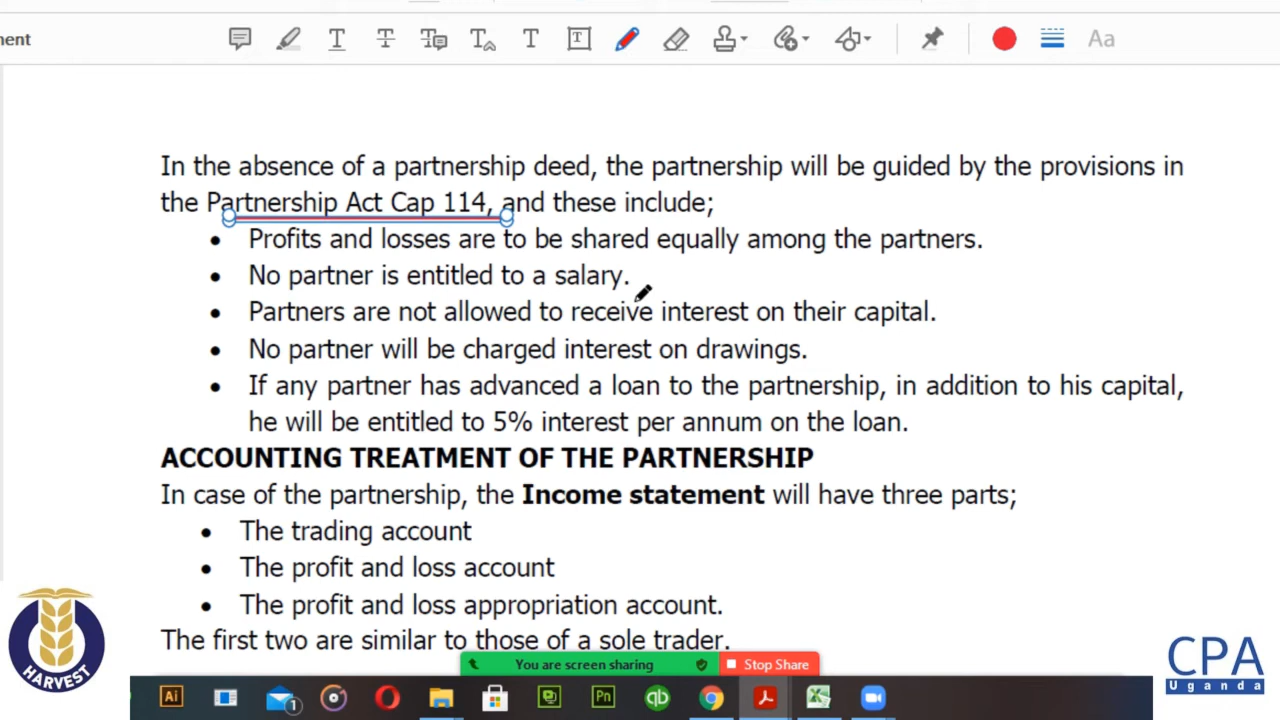 ent
Aa
In the absence of a partnership deed, the partnership will be guided by the provisions in
the Partnership Act Cap 114, and these include;
• Profits and losses are to be shared equally among the partners.
• No partner is entitled to a salary.
• Partners are not allowed to receive interest on their capital.
• No partner will be charged interest on drawings.
• If any partner has advanced a loan to the partnership, in addition to his capital,
he will be entitled to 5% interest per annum on the loan.
ACCOUNTING TREATMENT OF THE PARTNERSHIP
In case of the partnership, the Income statement will have three parts;
• The trading account
• The profit and loss account
• The profit and loss appropriation account.
The first two are similar to those of a sole trader.
HARVEST
CPA
Uganda
You are screen sharing
Stop Share
Ai
1
Pn
qb